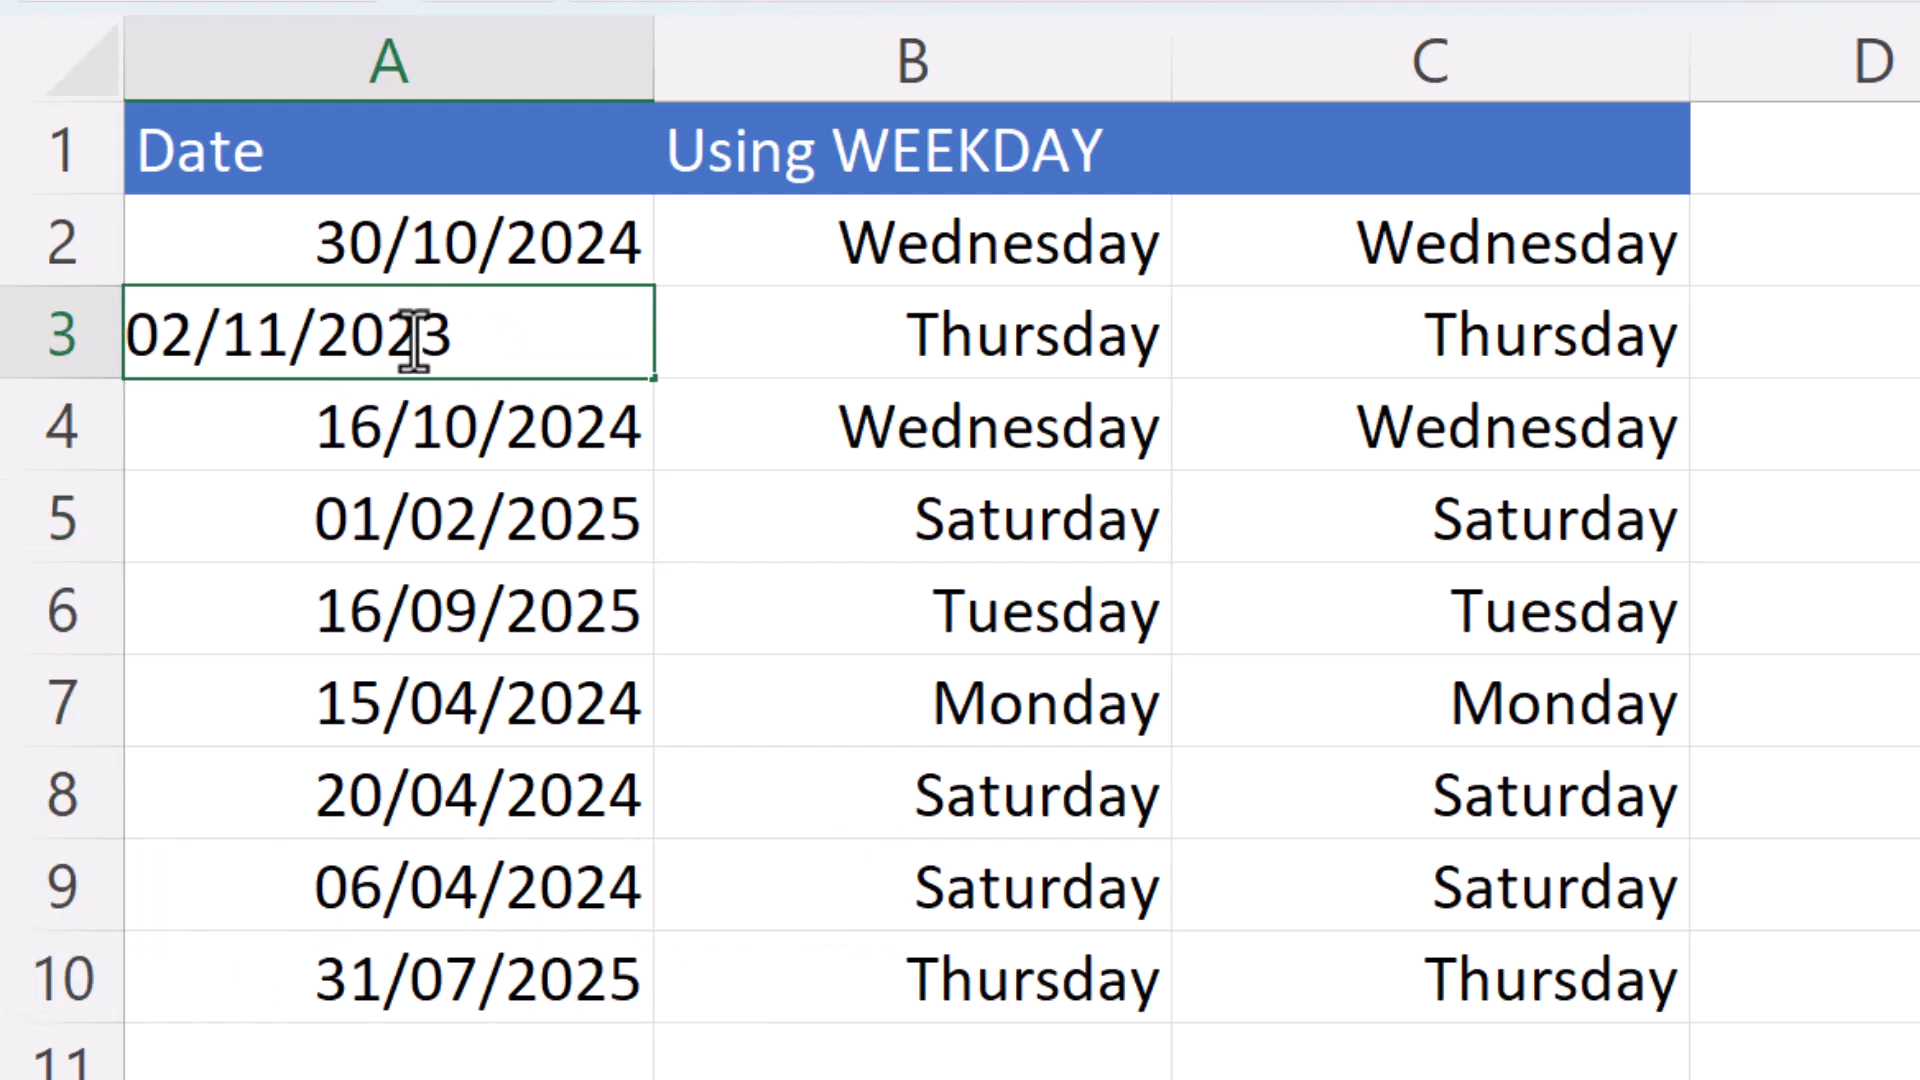 A B C D
1 Date Using WEEKDAY
2 30/10/2024 Wednesday Wednesday
3 02/11/2023 Thursday Thursday
4 16/10/2024 Wednesday Wednesday
5 01/02/2025 Saturday Saturday
6 16/09/2025 Tuesday Tuesday
7 15/04/2024 Monday Monday
8 20/04/2024 Saturday Saturday
9 06/04/2024 Saturday Saturday
10 31/07/2025 Thursday Thursday
11